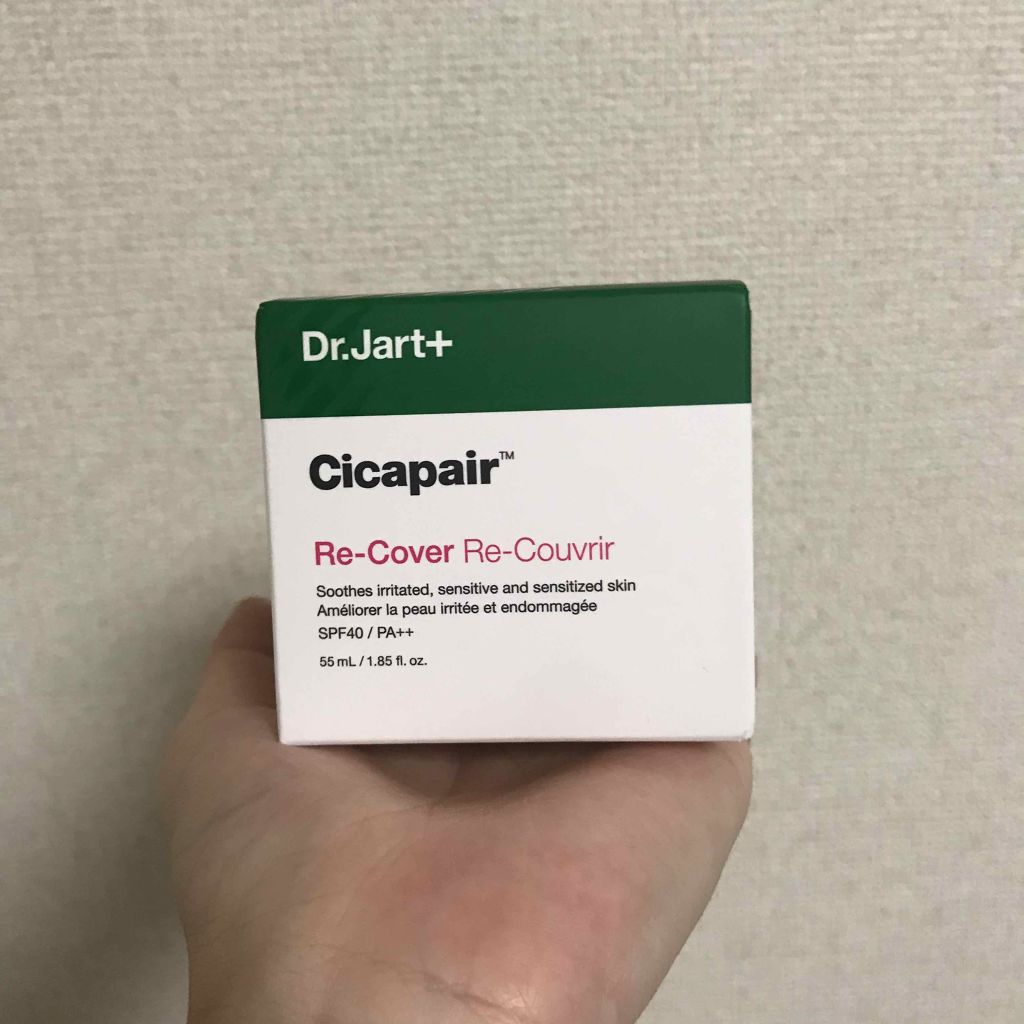 Dr.Jart+
Cicapair™
Re-Cover Re-Couvrir
Soothes irritated, sensitive and sensitized skin
Améliorer la peau irritée et endommagée
SPF40 / PA++
55 mL / 1.85 fl. oz.